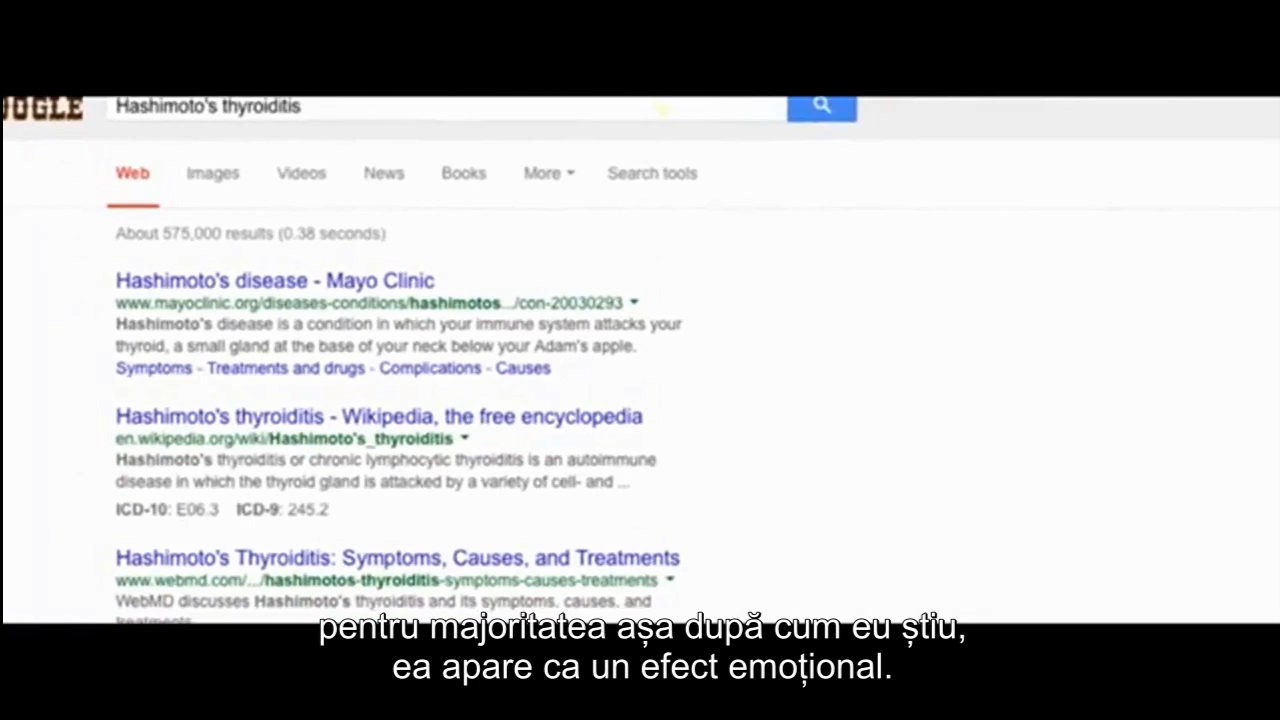 OOGLE
Hashimoto's thyroiditis
Web Images Videos News Books More Search tools
About 575,000 results (0.38 seconds)
Hashimoto's disease - Mayo Clinic
www.mayoclinic.org/diseases-conditions/hashimotos.../con-20030293
Hashimoto's disease is a condition in which your immune system attacks your
thyroid, a small gland at the base of your neck below your Adam's apple.
Symptoms - Treatments and drugs - Complications - Causes
Hashimoto's thyroiditis - Wikipedia, the free encyclopedia
en.wikipedia.org/wiki/Hashimoto's_thyroiditis
Hashimoto's thyroiditis or chronic lymphocytic thyroiditis is an autoimmune
disease in which the thyroid gland is attacked by a variety of cell- and ...
ICD-10: E06.3 ICD-9: 245.2
Hashimoto's Thyroiditis: Symptoms, Causes, and Treatments
www.webmd.com/.../hashimotos-thyroiditis-symptoms-causes-treatments
WebMD discusses Hashimoto's thyroiditis and its symptoms, causes, and
treatments.
pentru majoritatea așa după cum eu știu,
ea apare ca un efect emoțional.